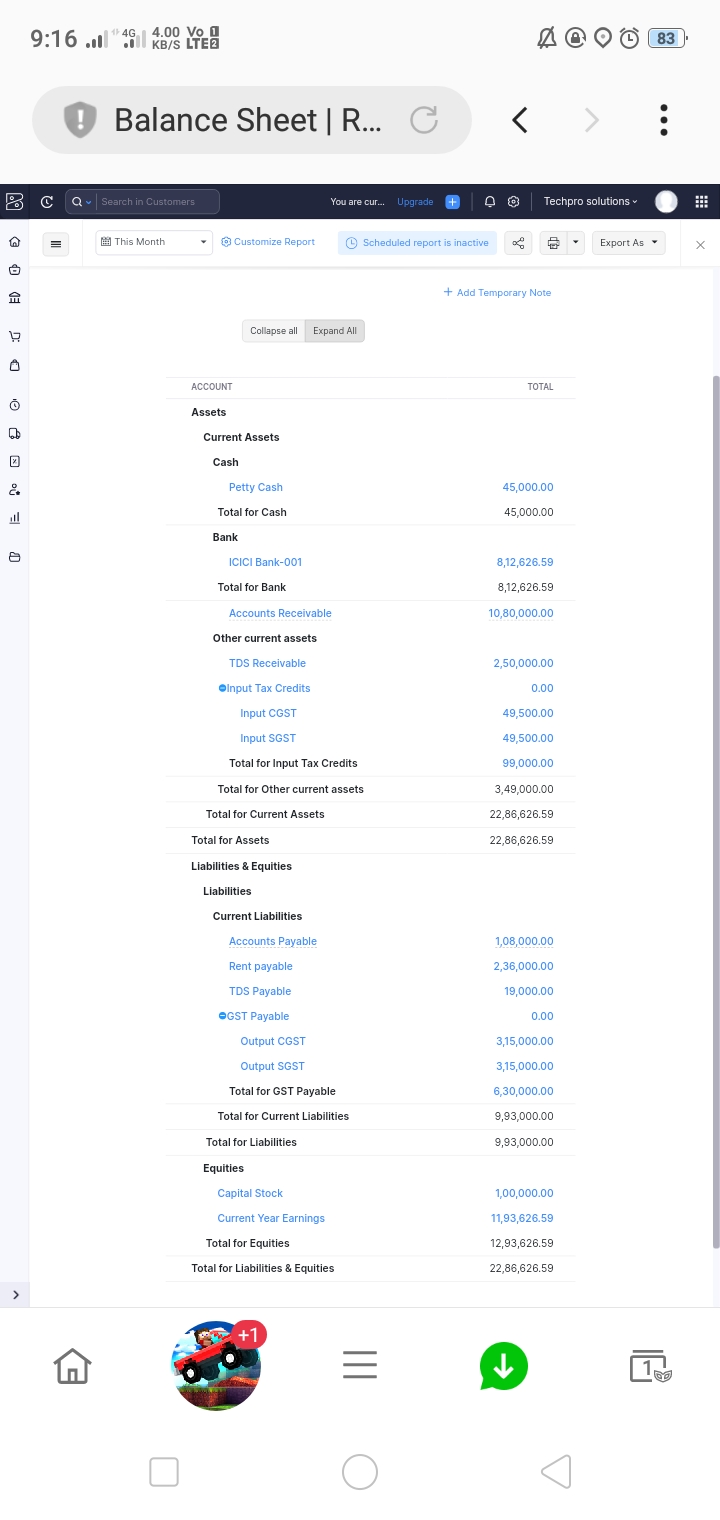 9:16 4G 4.00 KB/S Vo 1 LTE2 83
Balance Sheet | R...
Search in Customers You are cur... Upgrade Techpro solutions
This Month Customize Report Scheduled report is inactive Export As
+ Add Temporary Note
Collapse all Expand All
ACCOUNT TOTAL
Assets
Current Assets
Cash
Petty Cash 45,000.00
Total for Cash 45,000.00
Bank
ICICI Bank-001 8,12,626.59
Total for Bank 8,12,626.59
Accounts Receivable 10,80,000.00
Other current assets
TDS Receivable 2,50,000.00
Input Tax Credits 0.00
Input CGST 49,500.00
Input SGST 49,500.00
Total for Input Tax Credits 99,000.00
Total for Other current assets 3,49,000.00
Total for Current Assets 22,86,626.59
Total for Assets 22,86,626.59
Liabilities & Equities
Liabilities
Current Liabilities
Accounts Payable 1,08,000.00
Rent payable 2,36,000.00
TDS Payable 19,000.00
GST Payable 0.00
Output CGST 3,15,000.00
Output SGST 3,15,000.00
Total for GST Payable 6,30,000.00
Total for Current Liabilities 9,93,000.00
Total for Liabilities 9,93,000.00
Equities
Capital Stock 1,00,000.00
Current Year Earnings 11,93,626.59
Total for Equities 12,93,626.59
Total for Liabilities & Equities 22,86,626.59
+1
1